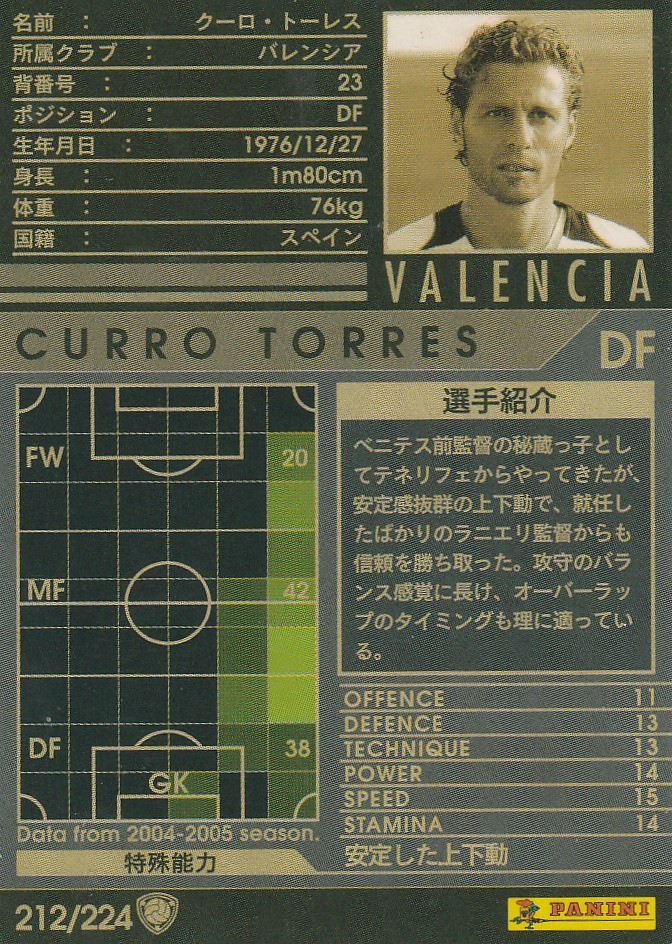 名前 : クーロ・トーレス
所属クラブ : バレンシア
背番号 : 23
ポジション : DF
生年月日 : 1976/12/27
身長 : 1m80cm
体重 : 76kg
国籍 : スペイン
VALENCIA
CURRO TORRES
DF
FW 20
MF 42
DF 38
GK
Data from 2004-2005 season.
選手紹介
ベニテス前監督の秘蔵っ子とし
てテネリフェからやってきたが、
安定感抜群の上下動で、就任し
たばかりのラニエリ監督からも
信頼を勝ち取った。攻守のバラ
ンス感覚に長け、オーバーラッ
プのタイミングも理に適ってい
る。
OFFENCE 11
DEFENCE 13
TECHNIQUE 13
POWER 14
SPEED 15
STAMINA 14
特殊能力 安定した上下動
212/224
PANINI